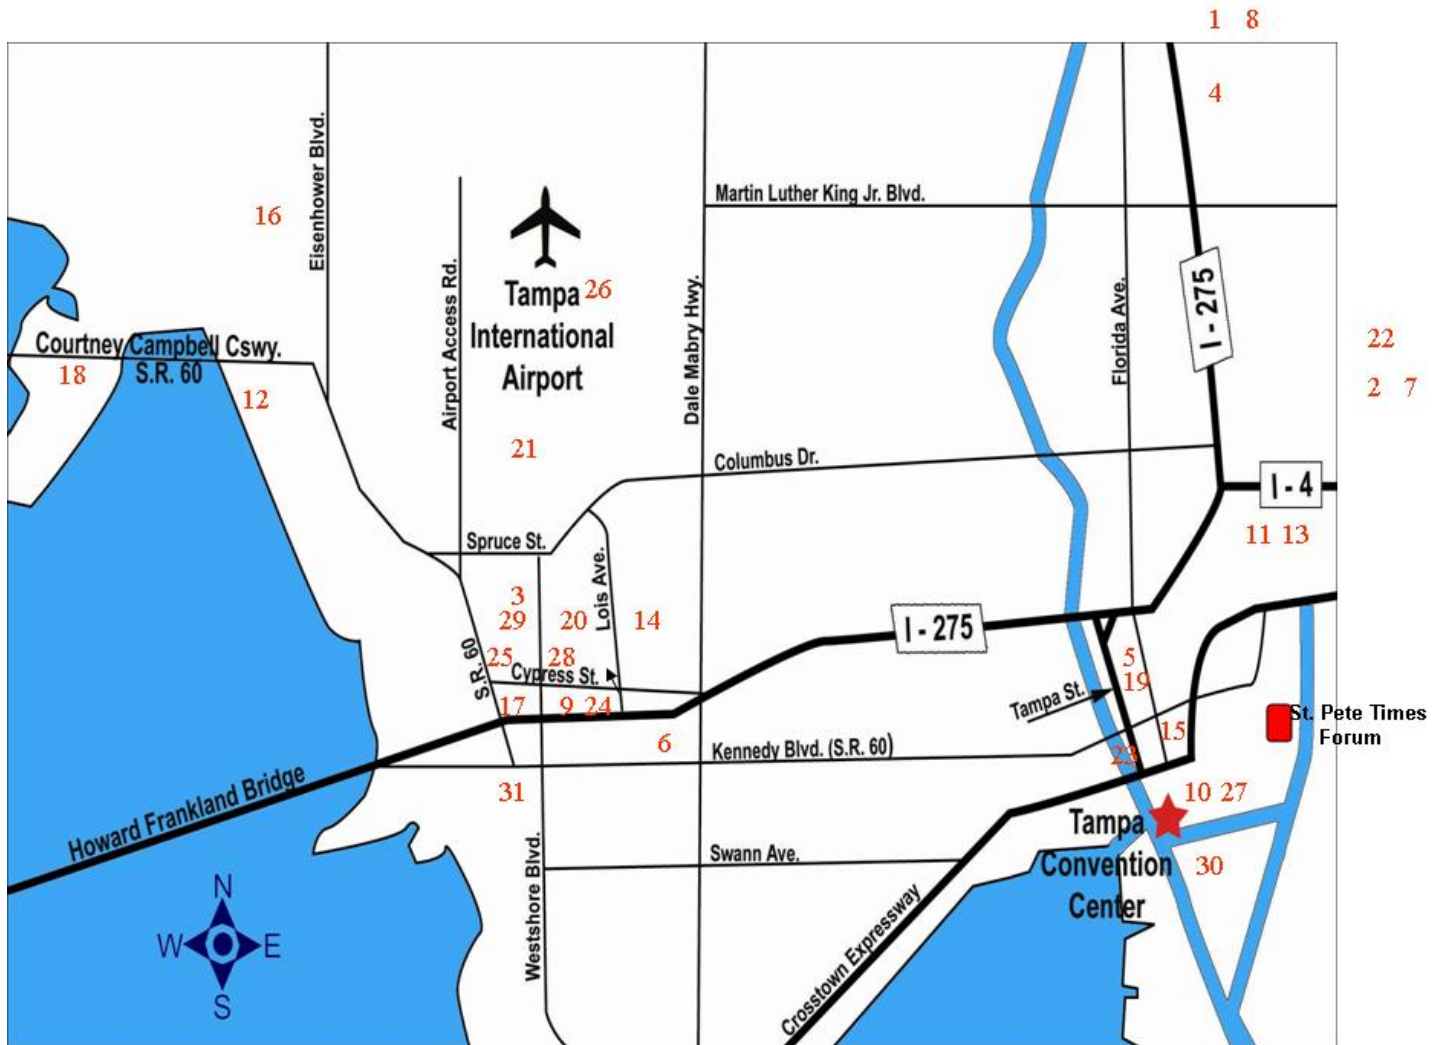 1 8
4
Eisenhower Blvd.
Martin Luther King Jr. Blvd.
16
Airport Access Rd.
Tampa 26
International
Airport
Dale Mabry Hwy.
Florida Ave.
I - 275
22
Courtney Campbell Cswy.
18 S.R. 60
12
2 7
21
Columbus Dr.
I - 4
11 13
Spruce St.
Lois Ave.
3
29 20 14
I - 275
S.R. 60
25 28
Cypress St.
5
19
Tampa St.
17 9 24
St. Pete Times
Forum
6
Kennedy Blvd. (S.R. 60)
15
23
31
10 27
Howard Frankland Bridge
Tampa
Convention
Center
30
Swann Ave.
Westshore Blvd.
Crosstown Expressway
N
W E
S